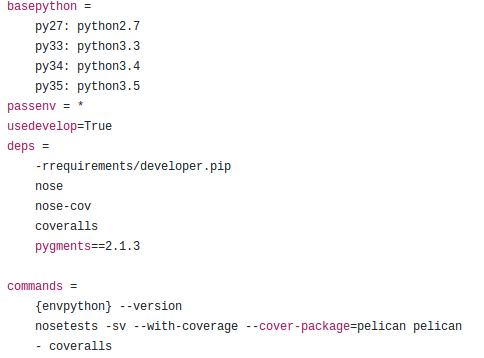 basepython =
    py27: python2.7
    py33: python3.3
    py34: python3.4
    py35: python3.5
passenv = *
usedevelop=True
deps =
    -rrequirements/developer.pip
    nose
    nose-cov
    coveralls
    pygments==2.1.3

commands =
    {envpython} --version
    nosetests -sv --with-coverage --cover-package=pelican pelican
    - coveralls